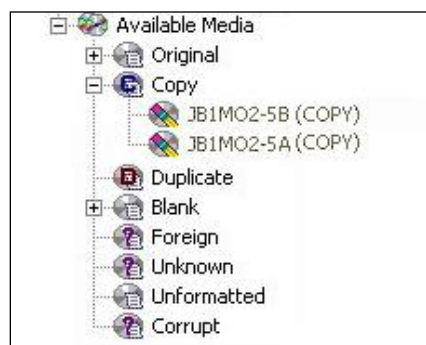 Available Media
Original
Copy
JB1MO2-5B (COPY)
JB1MO2-5A (COPY)
Duplicate
Blank
Foreign
Unknown
Unformatted
Corrupt